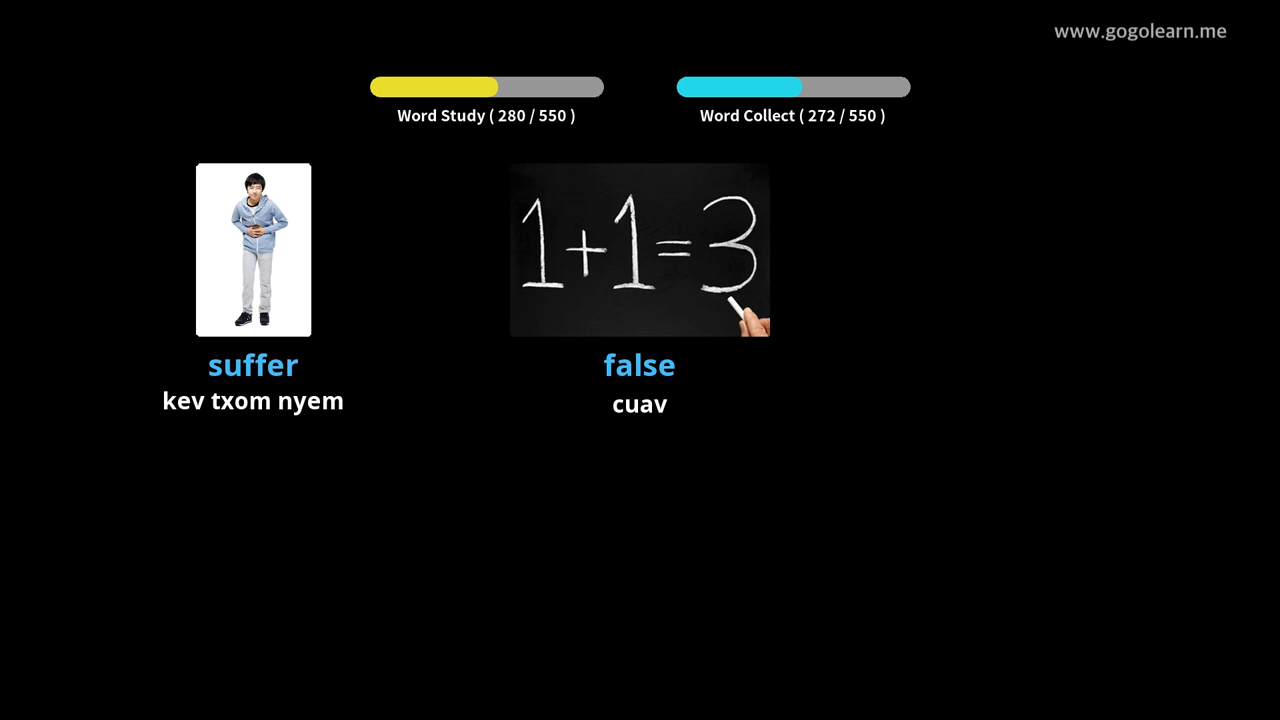 www.gogolearn.me
Word Study ( 280 / 550 )
Word Collect ( 272 / 550 )
1+1=3
suffer
false
kev txom nyem
cuav